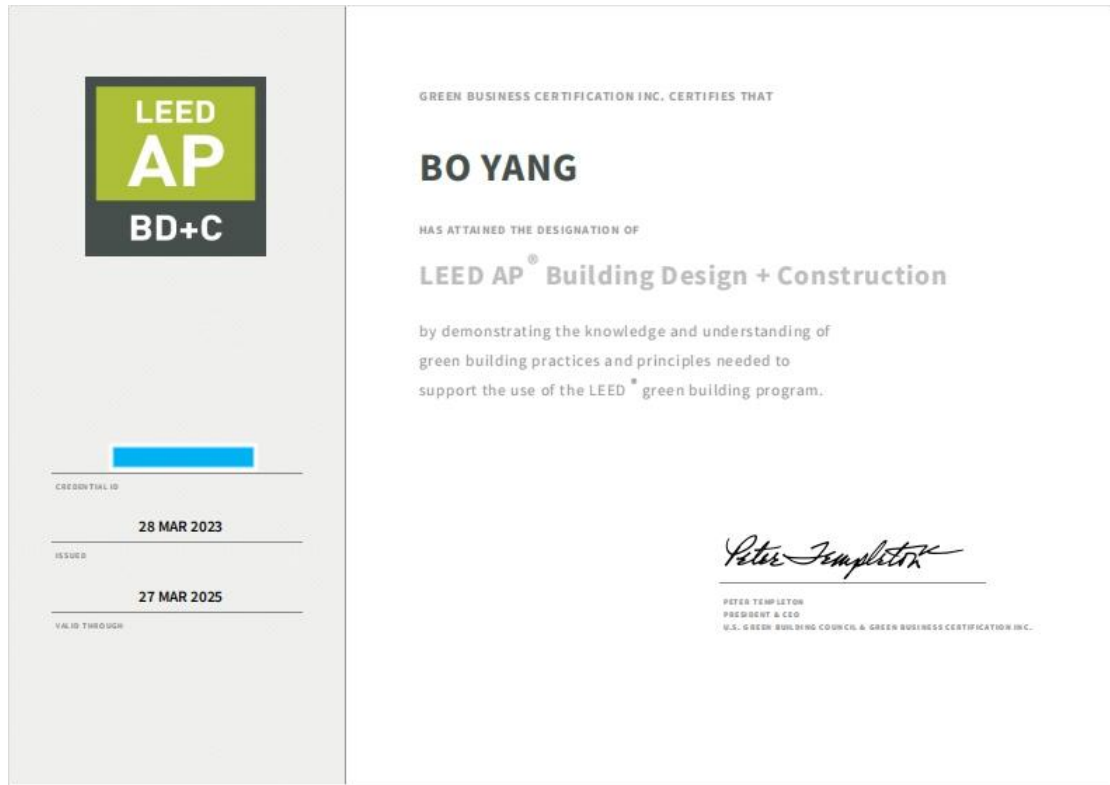 LEED
AP
BD+C
CREDENTIAL ID
28 MAR 2023
ISSUED
27 MAR 2025
VALID THROUGH
GREEN BUSINESS CERTIFICATION INC. CERTIFIES THAT
BO YANG
HAS ATTAINED THE DESIGNATION OF
LEED AP® Building Design + Construction
by demonstrating the knowledge and understanding of
green building practices and principles needed to
support the use of the LEED® green building program.
Peter Templeton
PETER TEMPLETON
PRESIDENT & CEO
U.S. GREEN BUILDING COUNCIL & GREEN BUSINESS CERTIFICATION INC.